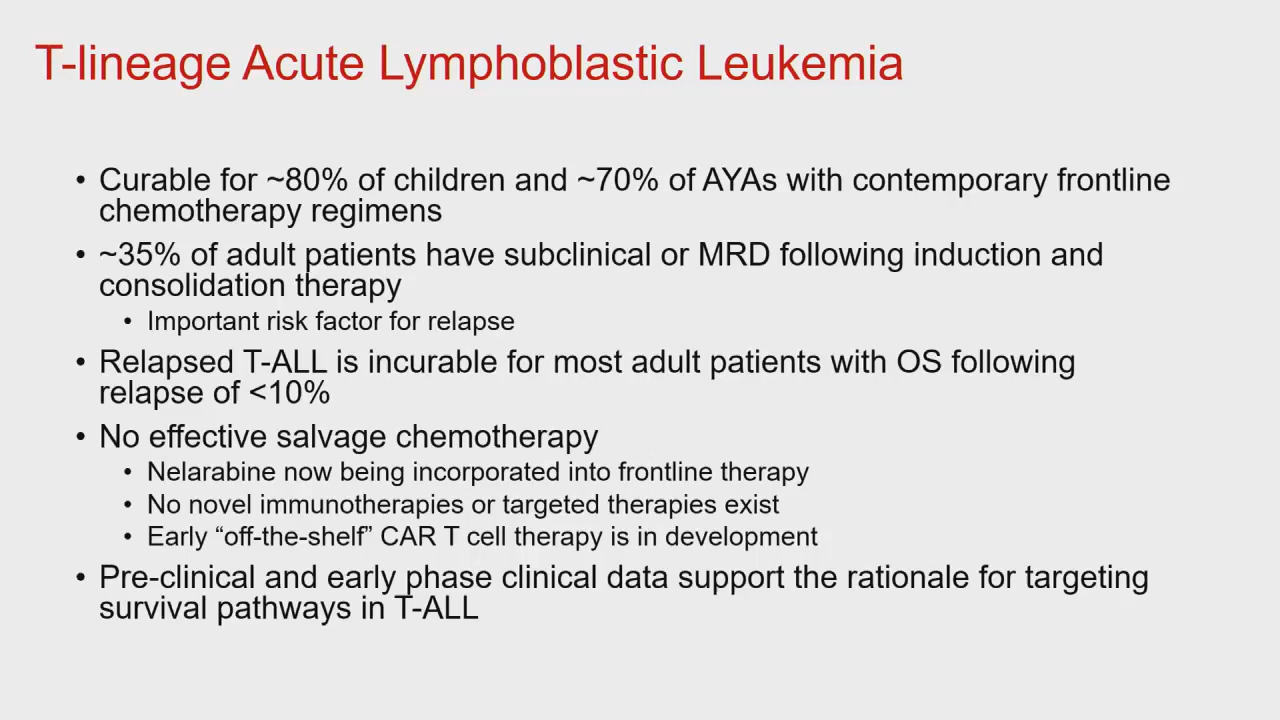 T-lineage Acute Lymphoblastic Leukemia
• Curable for ~80% of children and ~70% of AYAs with contemporary frontline
chemotherapy regimens
• ~35% of adult patients have subclinical or MRD following induction and
consolidation therapy
• Important risk factor for relapse
• Relapsed T-ALL is incurable for most adult patients with OS following
relapse of <10%
• No effective salvage chemotherapy
• Nelarabine now being incorporated into frontline therapy
• No novel immunotherapies or targeted therapies exist
• Early “off-the-shelf” CAR T cell therapy is in development
• Pre-clinical and early phase clinical data support the rationale for targeting
survival pathways in T-ALL